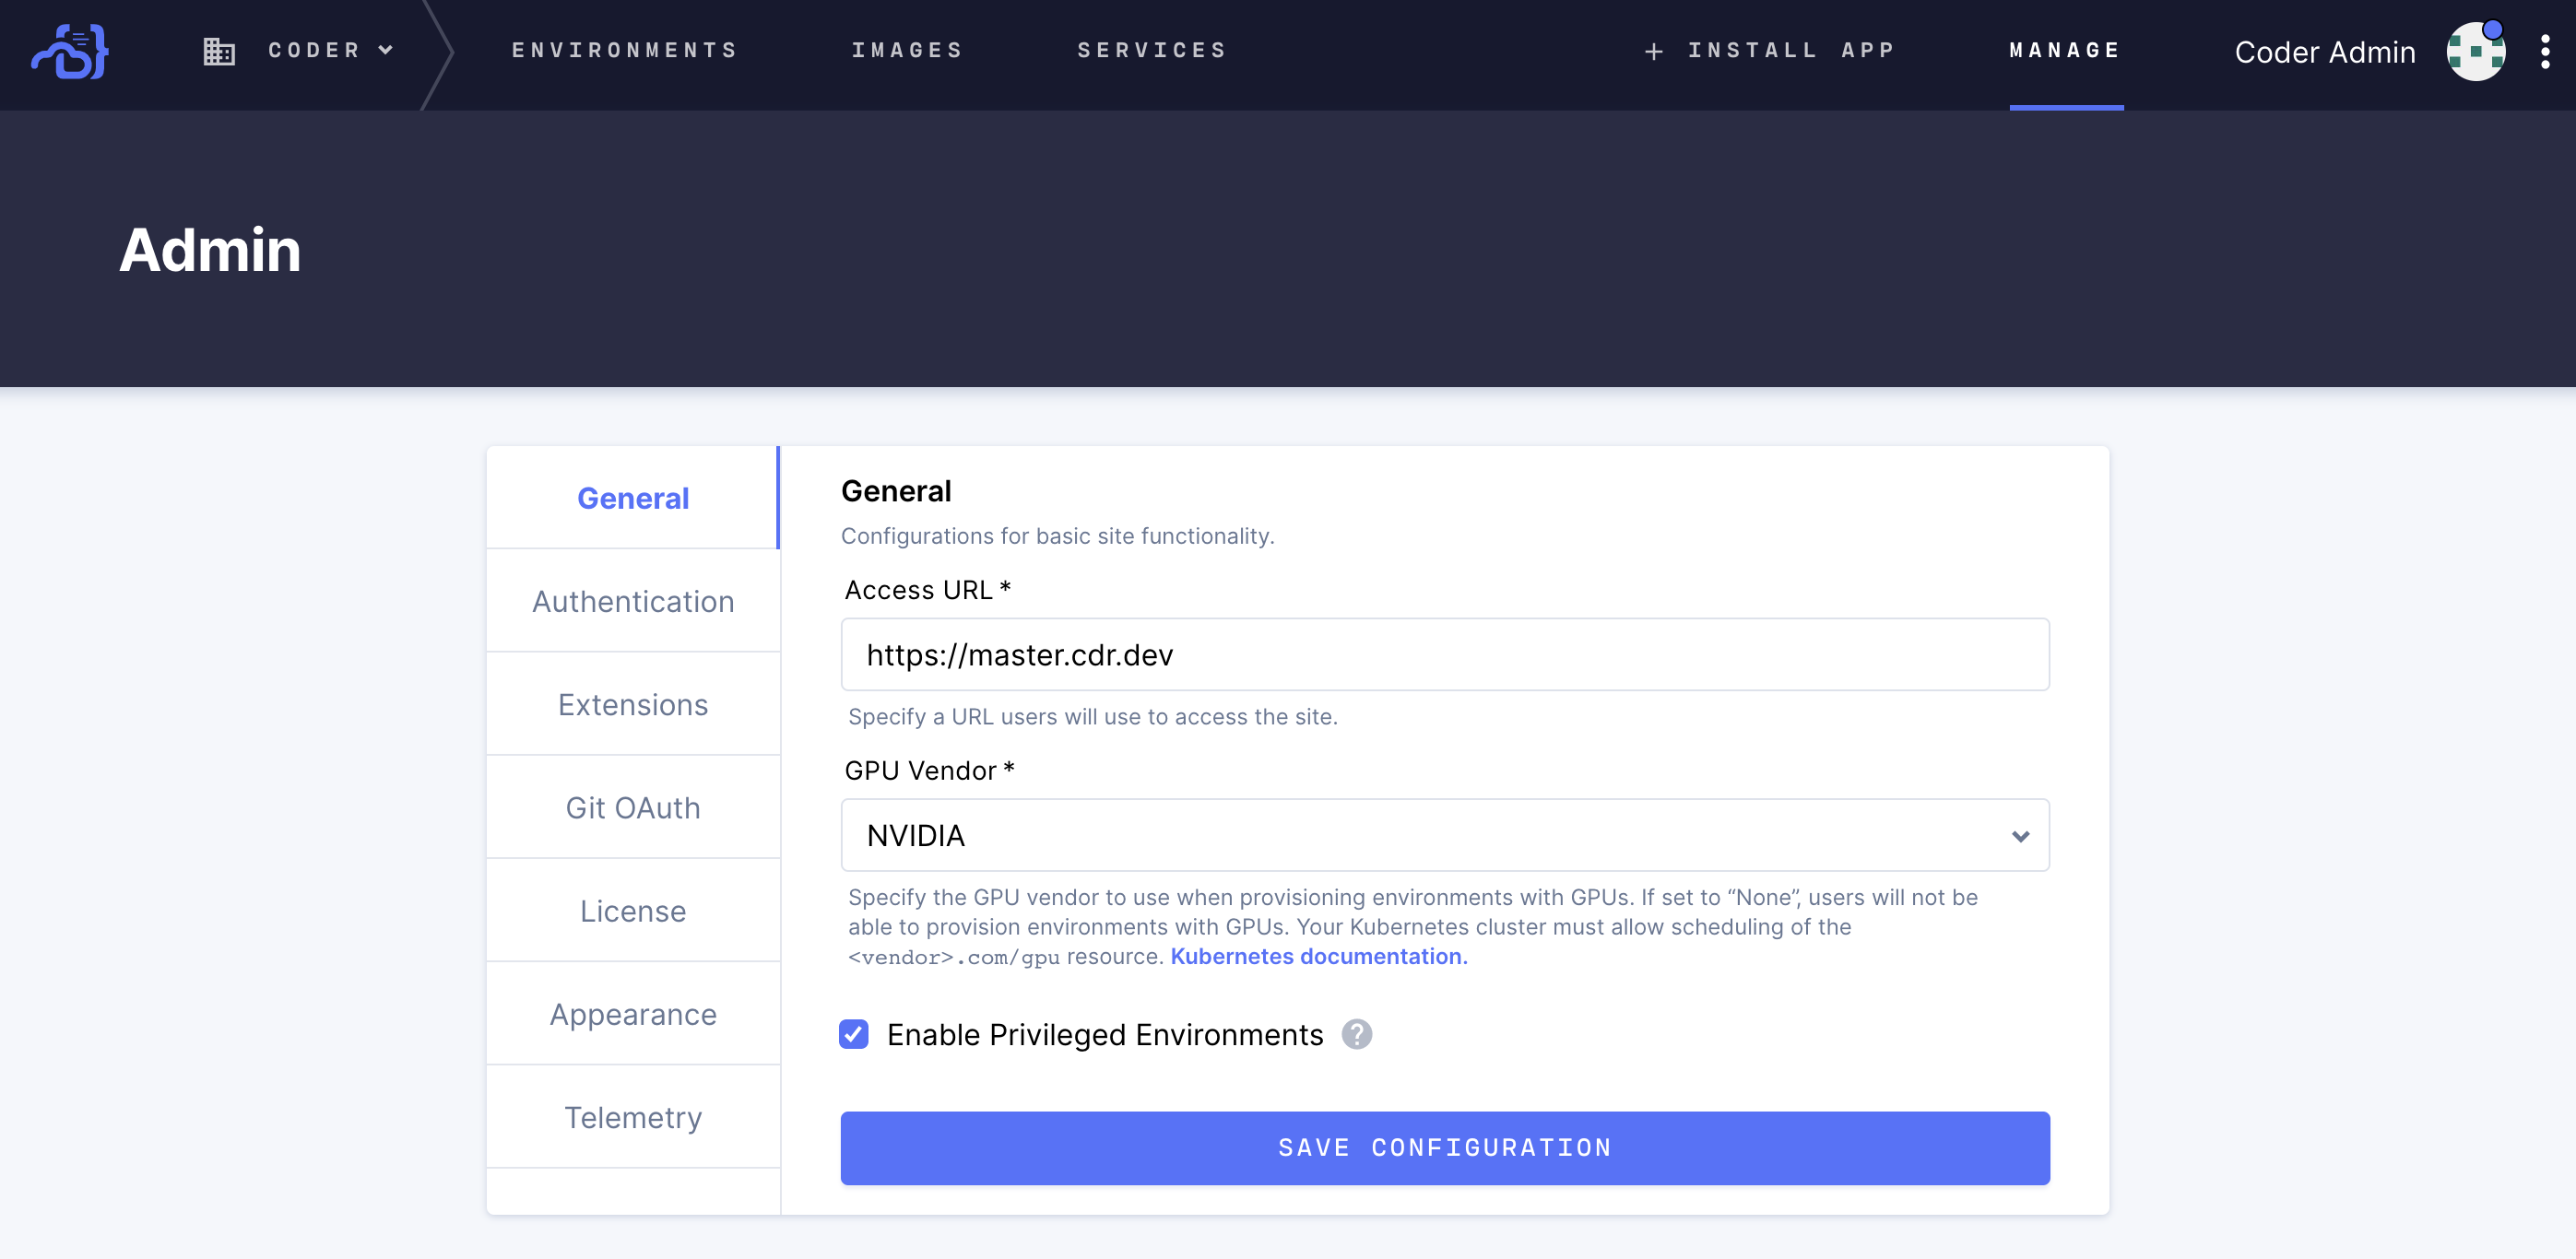 CODER
ENVIRONMENTS
IMAGES
SERVICES
+ INSTALL APP
MANAGE
Coder Admin
Admin
General
Authentication
Extensions
Git OAuth
License
Appearance
Telemetry
General
Configurations for basic site functionality.
Access URL *
https://master.cdr.dev
Specify a URL users will use to access the site.
GPU Vendor *
NVIDIA
Specify the GPU vendor to use when provisioning environments with GPUs. If set to “None”, users will not be
able to provision environments with GPUs. Your Kubernetes cluster must allow scheduling of the
<vendor>.com/gpu resource. Kubernetes documentation.
Enable Privileged Environments ?
SAVE CONFIGURATION